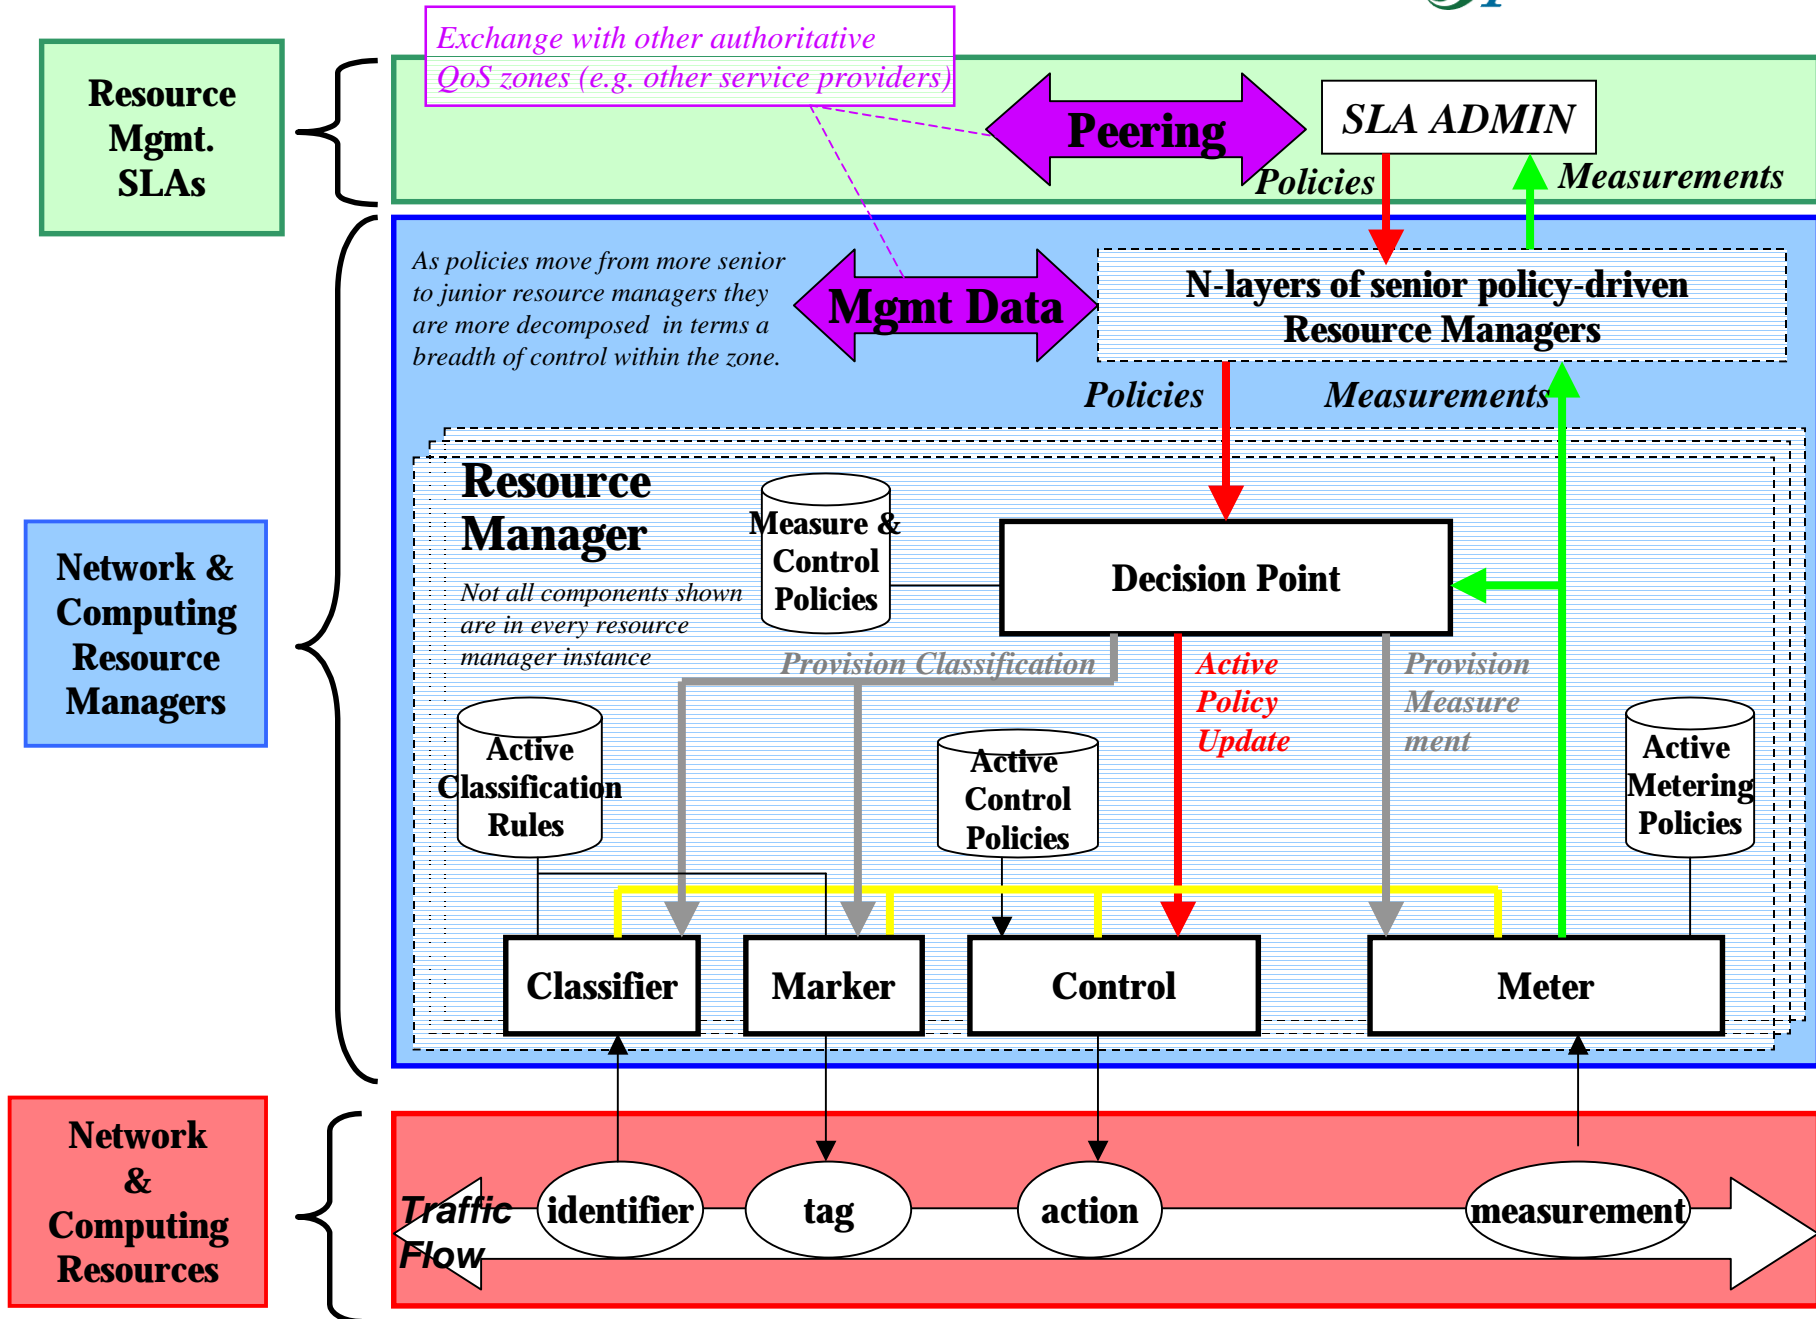 Exchange with other authoritative
QoS zones (e.g. other service providers)
Resource
Mgmt.
SLAs
Peering
SLA ADMIN
Policies
Measurements
As policies move from more senior
to junior resource managers they
are more decomposed in terms a
breadth of control within the zone.
Mgmt Data
N-layers of senior policy-driven
Resource Managers
Policies
Measurements
Network &
Computing
Resource
Managers
Resource
Manager
Not all components shown
are in every resource
manager instance
Measure &
Control
Policies
Decision Point
Provision Classification
Active
Policy
Update
Provision
Measure
ment
Active
Classification
Rules
Active
Control
Policies
Active
Metering
Policies
Classifier
Marker
Control
Meter
Network
&
Computing
Resources
Traffic
Flow
identifier
tag
action
measurement